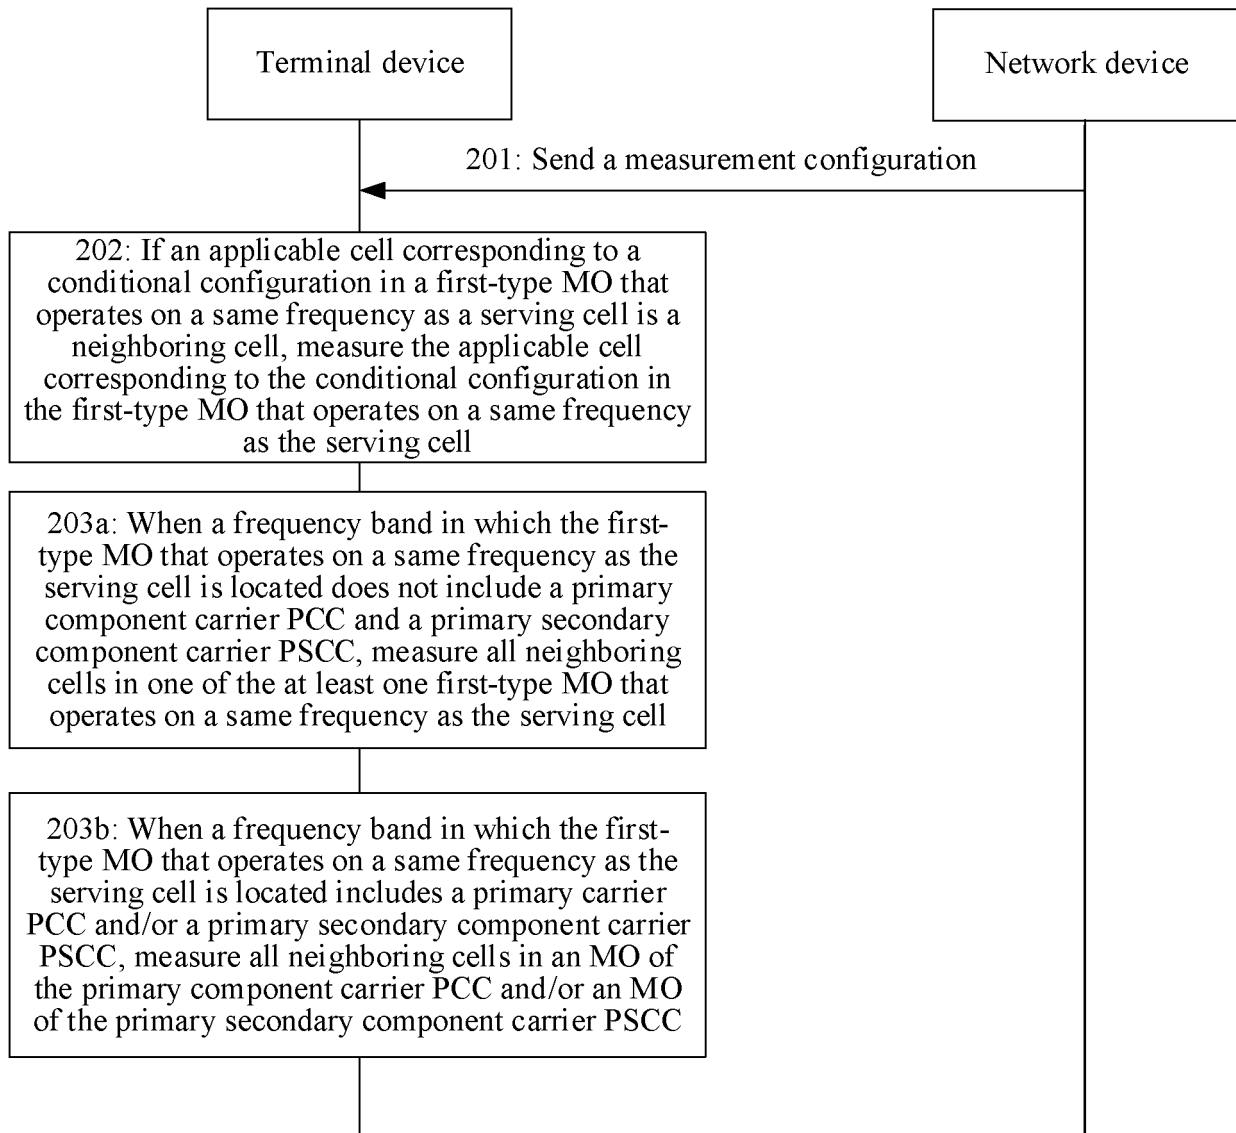 Terminal device
Network device
201: Send a measurement configuration
202: If an applicable cell corresponding to a
conditional configuration in a first-type MO that
operates on a same frequency as a serving cell is a
neighboring cell, measure the applicable cell
corresponding to the conditional configuration in
the first-type MO that operates on a same frequency
as the serving cell
203a: When a frequency band in which the first-
type MO that operates on a same frequency as the
serving cell is located does not include a primary
component carrier PCC and a primary secondary
component carrier PSCC, measure all neighboring
cells in one of the at least one first-type MO that
operates on a same frequency as the serving cell
203b: When a frequency band in which the first-
type MO that operates on a same frequency as the
serving cell is located includes a primary carrier
PCC and/or a primary secondary component carrier
PSCC, measure all neighboring cells in an MO of
the primary component carrier PCC and/or an MO
of the primary secondary component carrier PSCC